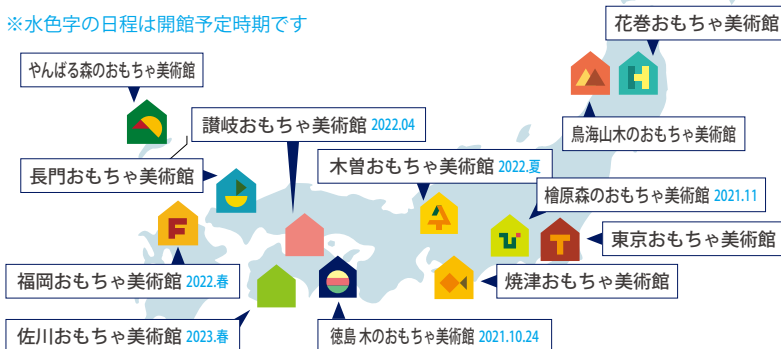 ※水色字の日程は開館予定時期です
花巻おもちゃ美術館
やんばる森のおもちゃ美術館
讃岐おもちゃ美術館 2022.04
鳥海山木のおもちゃ美術館
長門おもちゃ美術館
木曽おもちゃ美術館 2022.夏
檜原森のおもちゃ美術館 2021.11
東京おもちゃ美術館
福岡おもちゃ美術館 2022.春
焼津おもちゃ美術館
佐川おもちゃ美術館 2023.春
徳島 木のおもちゃ美術館 2021.10.24
H
F
T